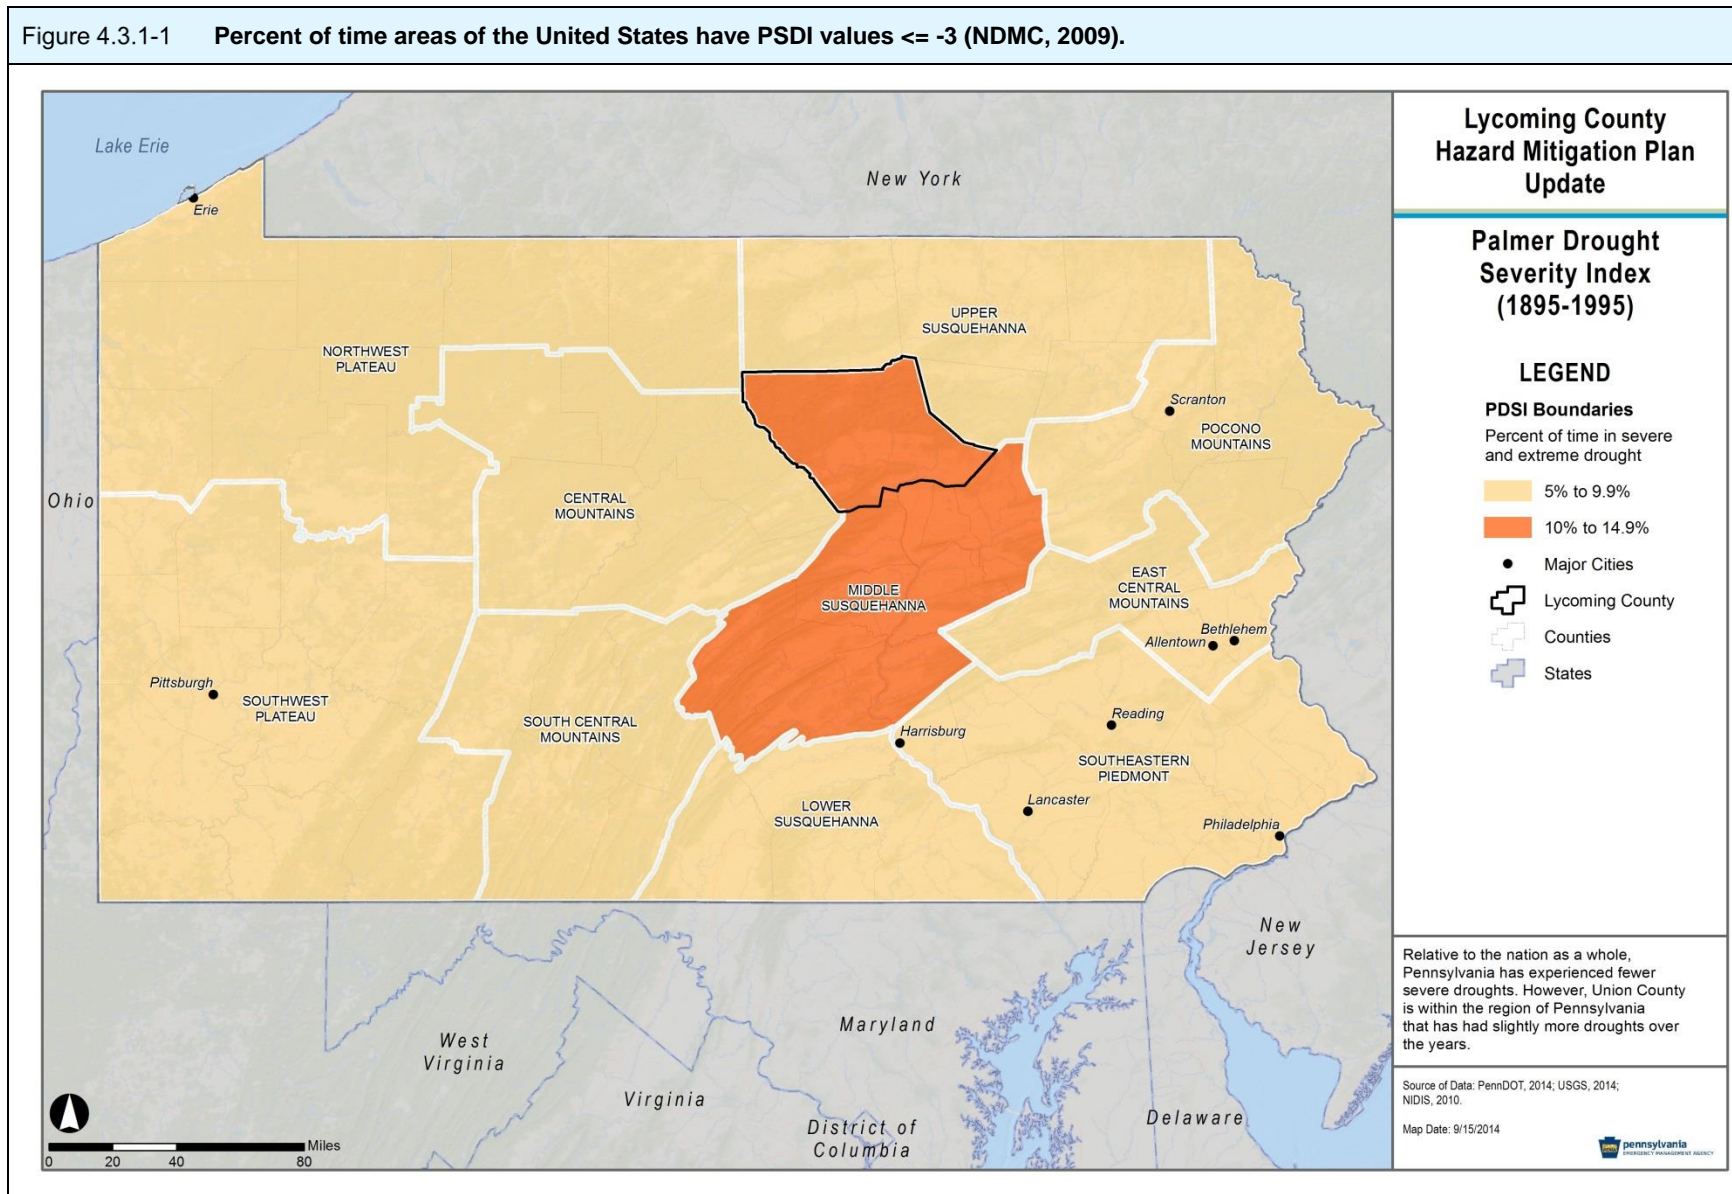 Figure 4.3.1-1 Percent of time areas of the United States have PSDI values <= -3 (NDMC, 2009).
Lake Erie
New York
Erie
UPPER
SUSQUEHANNA
NORTHWEST
PLATEAU
Scranton
POCONO
MOUNTAINS
Ohio
CENTRAL
MOUNTAINS
EAST
CENTRAL
MOUNTAINS
MIDDLE
SUSQUEHANNA
Bethlehem
Allentown
Pittsburgh
SOUTHWEST
PLATEAU
SOUTH CENTRAL
MOUNTAINS
Reading
Harrisburg
SOUTHEASTERN
PIEDMONT
Lancaster
LOWER
SUSQUEHANNA
Philadelphia
New
Jersey
Maryland
West
Virginia
Virginia
District of
Columbia
Delaware
Miles
0 20 40 80
Lycoming County
Hazard Mitigation Plan
Update
Palmer Drought
Severity Index
(1895-1995)
LEGEND
PDSI Boundaries
Percent of time in severe
and extreme drought
5% to 9.9%
10% to 14.9%
Major Cities
Lycoming County
Counties
States
Relative to the nation as a whole,
Pennsylvania has experienced fewer
severe droughts. However, Union County
is within the region of Pennsylvania
that has had slightly more droughts over
the years.
Source of Data: PennDOT, 2014; USGS, 2014;
NIDIS, 2010.
Map Date: 9/15/2014
pennsylvania
EMERGENCY MANAGEMENT AGENCY